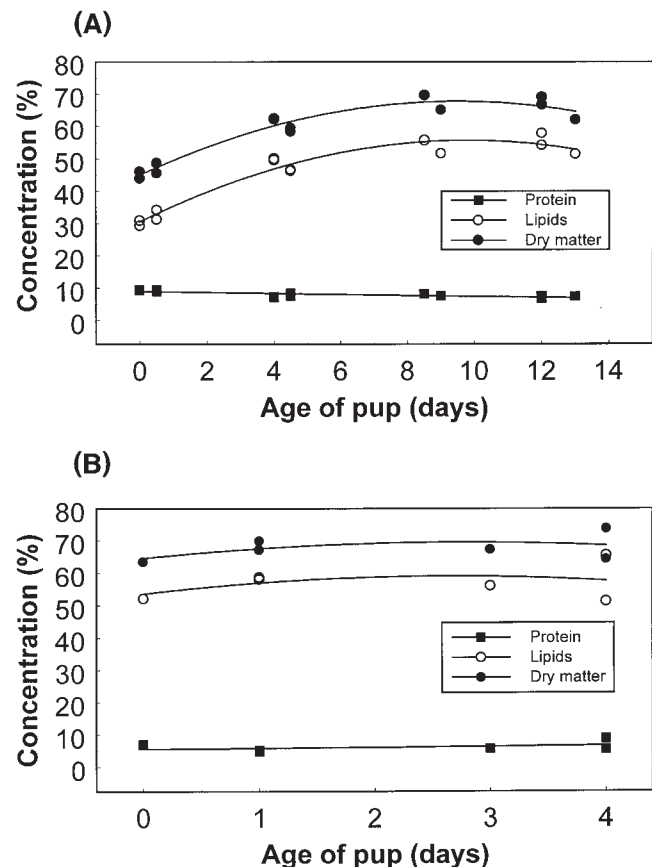 (A)
Concentration (%)
80
70
60
50
40
30
20
10
0
Protein
Lipids
Dry matter
0 2 4 6 8 10 12 14
Age of pup (days)
(B)
Concentration (%)
80
70
60
50
40
30
20
10
0
Protein
Lipids
Dry matter
0 1 2 3 4
Age of pup (days)